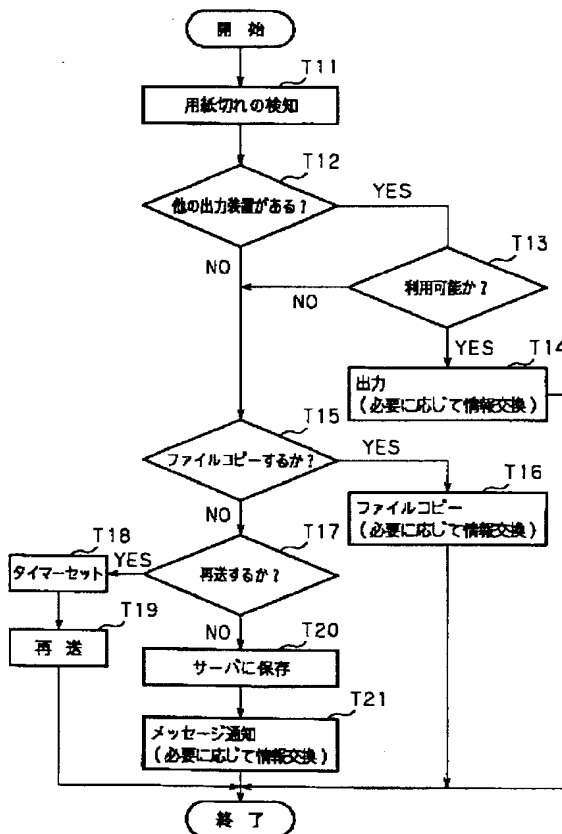 開 始
T11
用紙切れの検知
T12
他の出力装置がある?
YES
T13
NO
利用可能か?
NO
YES
T14
出力
(必要に応じて情報交換)
T15
ファイルコピーするか?
YES
T16
NO
ファイルコピー
(必要に応じて情報交換)
T18
T17
YES
タイマーセット
再送するか?
T19
NO
T20
再 送
サーバに保存
T21
メッセージ通知
(必要に応じて情報交換)
終 了